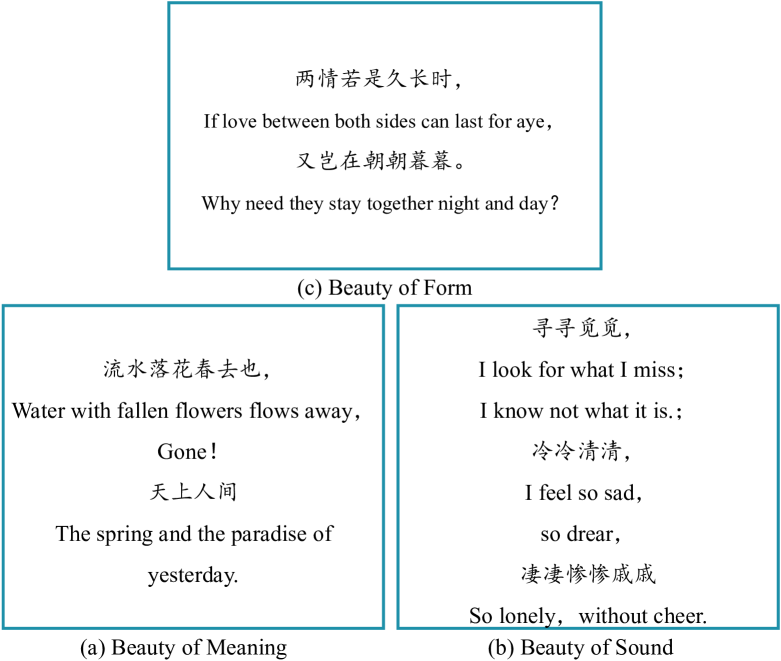 两情若是久长时，
If love between both sides can last for aye，
又岂在朝朝暮暮。
Why need they stay together night and day？
(c) Beauty of Form
流水落花春去也，
Water with fallen flowers flows away，
Gone！
天上人间
The spring and the paradise of
yesterday.
(a) Beauty of Meaning
寻寻觅觅，
I look for what I miss；
I know not what it is.；
冷冷清清，
I feel so sad，
so drear，
凄凄惨惨戚戚
So lonely，without cheer.
(b) Beauty of Sound